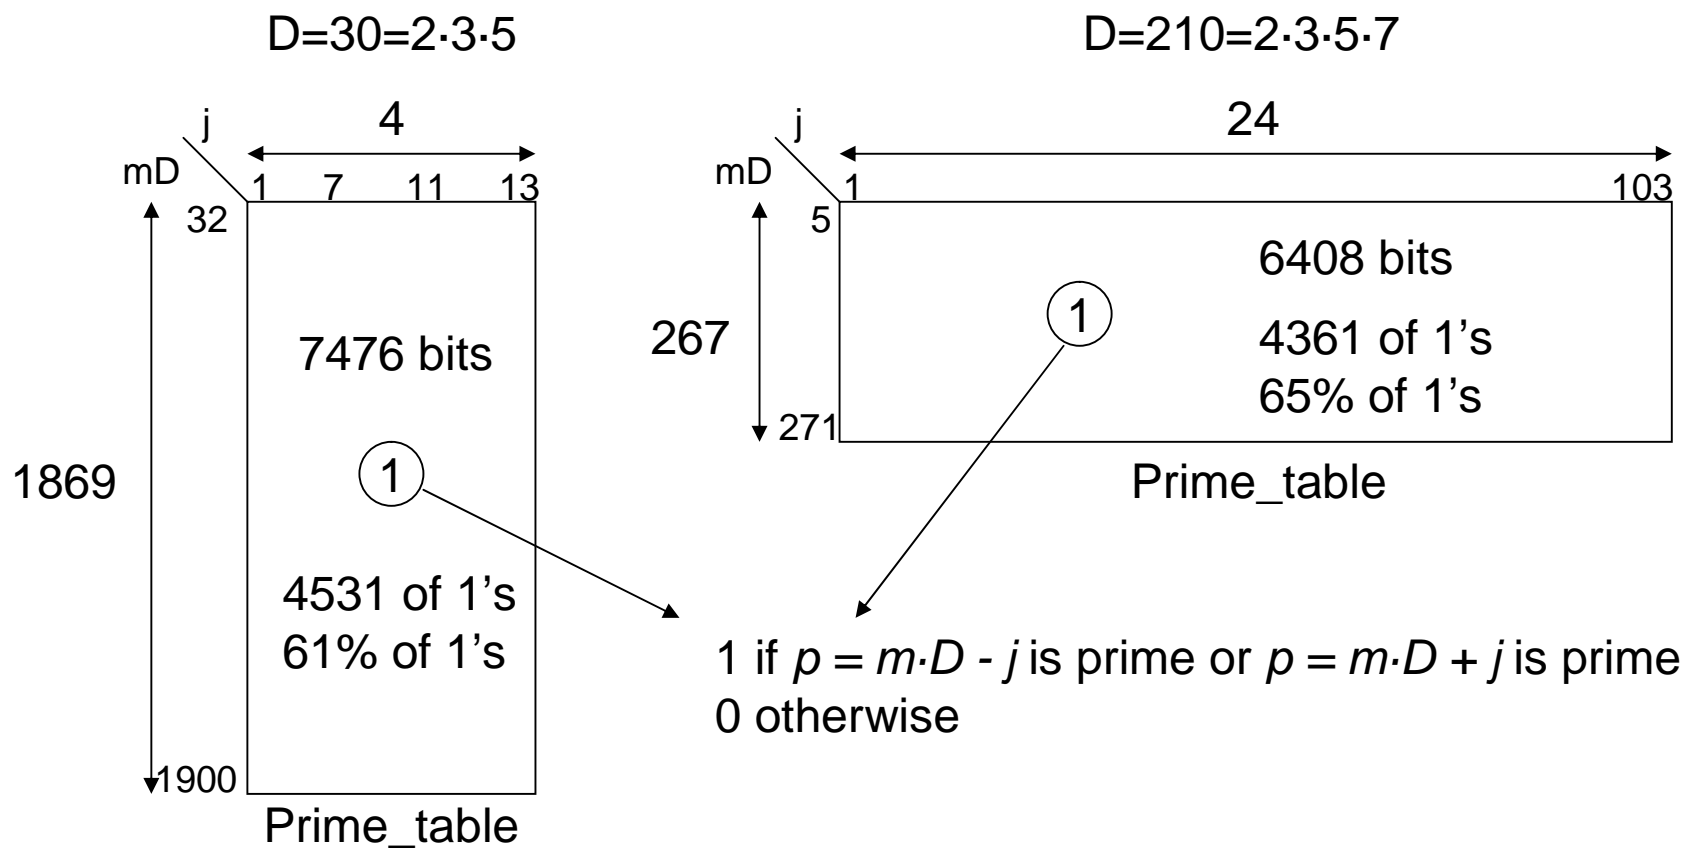 D=30=2·3·5
j
4
mD
1 7 11 13
32
7476 bits
1869
1
4531 of 1's
61% of 1's
1900
Prime_table
D=210=2·3·5·7
j
24
mD
1 103
5
6408 bits
1
267
4361 of 1's
65% of 1's
271
Prime_table
1 if p = m·D - j is prime or p = m·D + j is prime
0 otherwise